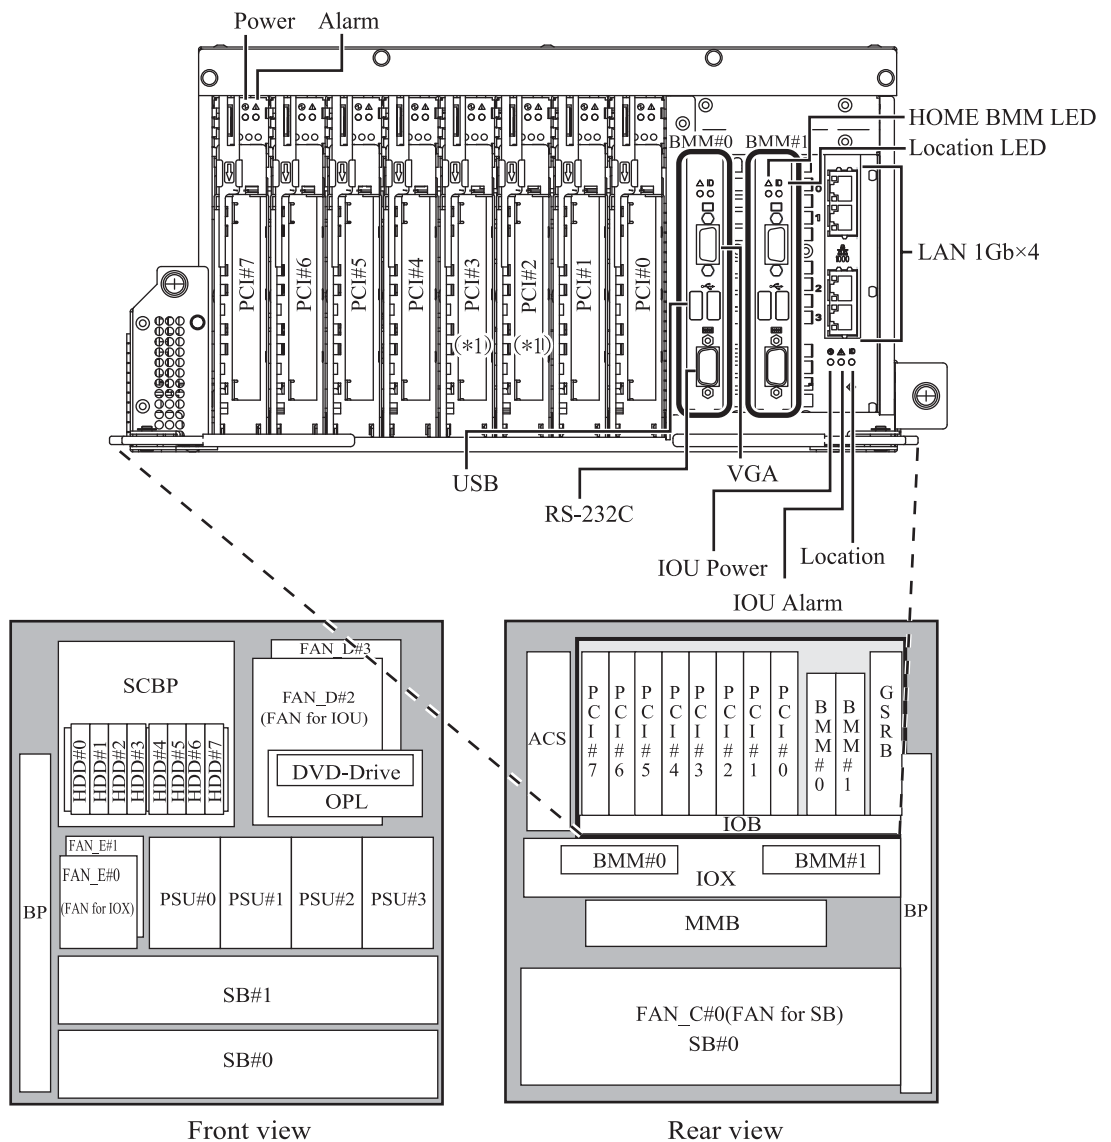 Power Alarm
HOME BMM LED
BMM#0 BMM#1
Location LED
0
1
LAN 1Gb×4
1000
2
3
PCI#7 PCI#6 PCI#5 PCI#4 PCI#3 PCI#2 PCI#1 PCI#0
(*1) (*1)
USB
VGA
RS-232C
IOU Power
Location
IOU Alarm
FAN_D#3
SCBP
FAN_D#2
(FAN for IOU)
HDD#0 HDD#1 HDD#2 HDD#3 HDD#4 HDD#5 HDD#6 HDD#7
DVD-Drive
OPL
FAN_E#1
FAN_E#0
(FAN for IOX)
PSU#0 PSU#1 PSU#2 PSU#3
BP
SB#1
SB#0
Front view
ACS
PCI#7 PCI#6 PCI#5 PCI#4 PCI#3 PCI#2 PCI#1 PCI#0
BMM#0 BMM#1
GSRB
IOB
BMM#0 BMM#1
IOX
MMB
BP
FAN_C#0(FAN for SB)
SB#0
Rear view